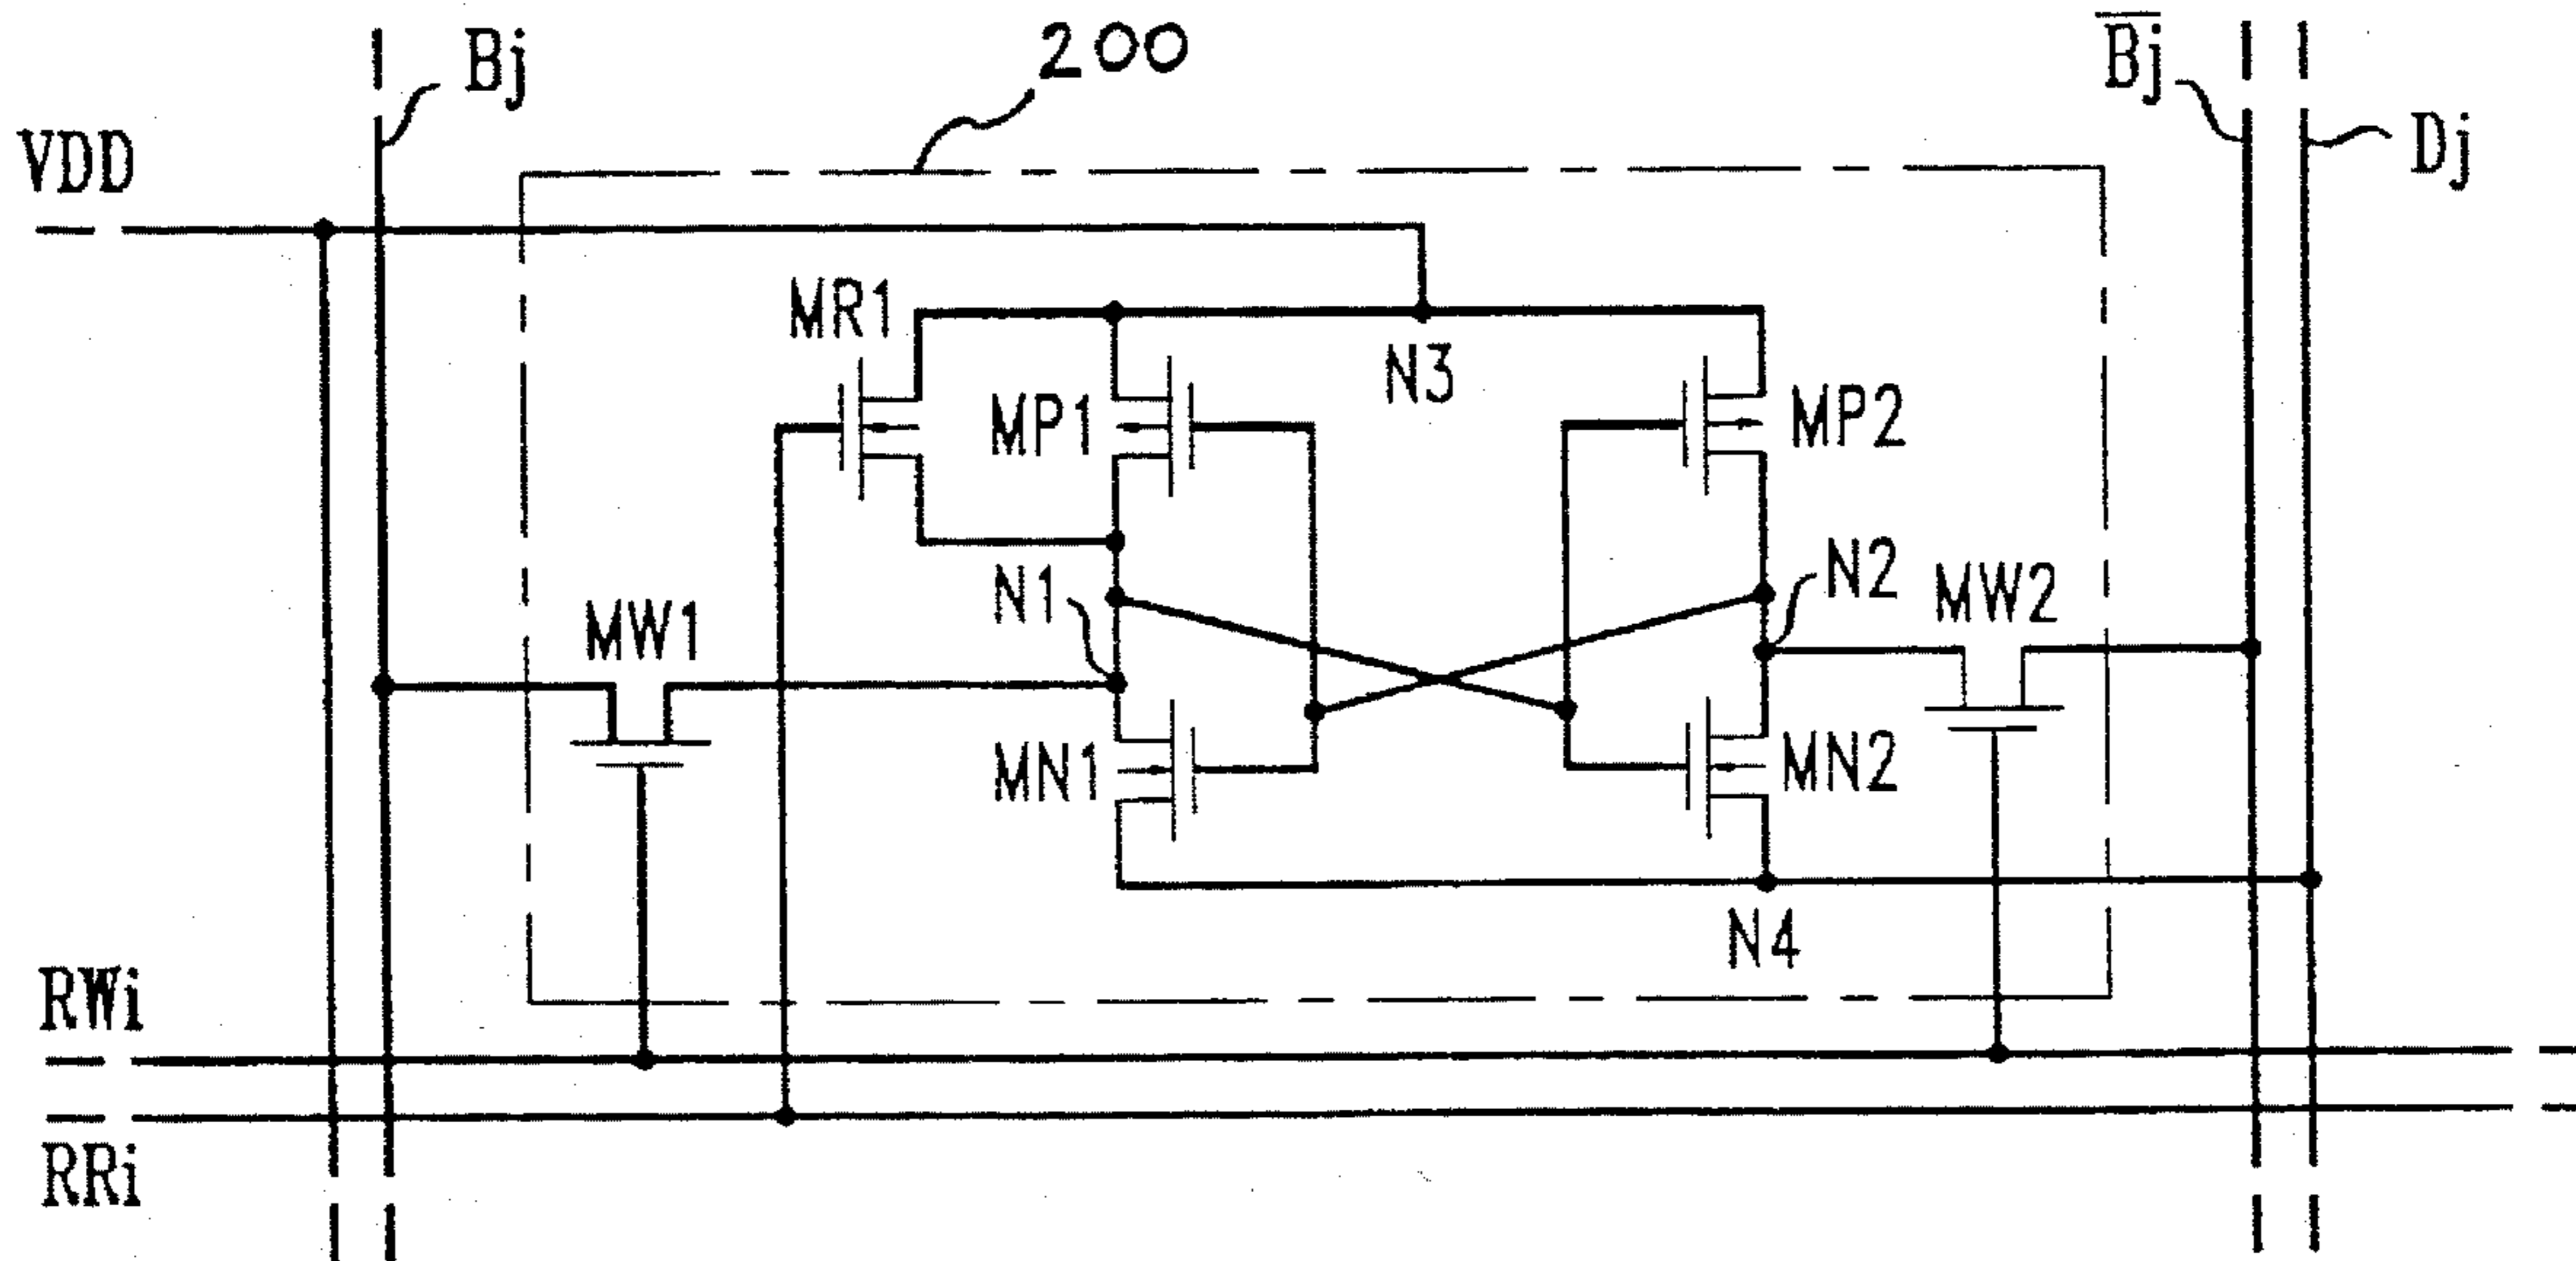 Bj
200
B̅j̅
VDD
Dj
MR1
N3
MP1
MP2
N1
N2
MW2
MW1
MN1
MN2
N4
RWi
RRi